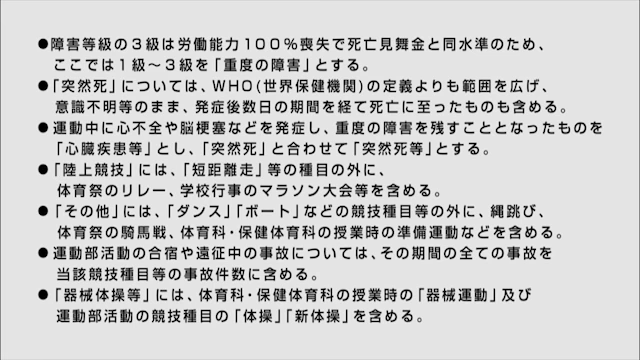 ●障害等級の3級は労働能力100%喪失で死亡見舞金と同水準のため、
ここでは1級～3級を「重度の障害」とする。
●「突然死」については、WHO(世界保健機関)の定義よりも範囲を広げ、
意識不明等のまま、発症後数日の期間を経て死亡に至ったものも含める。
●運動中に心不全や脳梗塞などを発症し、重度の障害を残すこととなったものを
「心臓疾患等」とし、「突然死」と合わせて「突然死等」とする。
●「陸上競技」には、「短距離走」等の種目の外に、
体育祭のリレー、学校行事のマラソン大会等を含める。
●「その他」には、「ダンス」「ボート」などの競技種目等の外に、縄跳び、
体育祭の騎馬戦、体育科・保健体育科の授業時の準備運動などを含める。
●運動部活動の合宿や遠征中の事故については、その期間の全ての事故を
当該競技種目等の事故件数に含める。
●「器械体操等」には、体育科・保健体育科の授業時の「器械運動」及び
運動部活動の競技種目の「体操」「新体操」を含める。